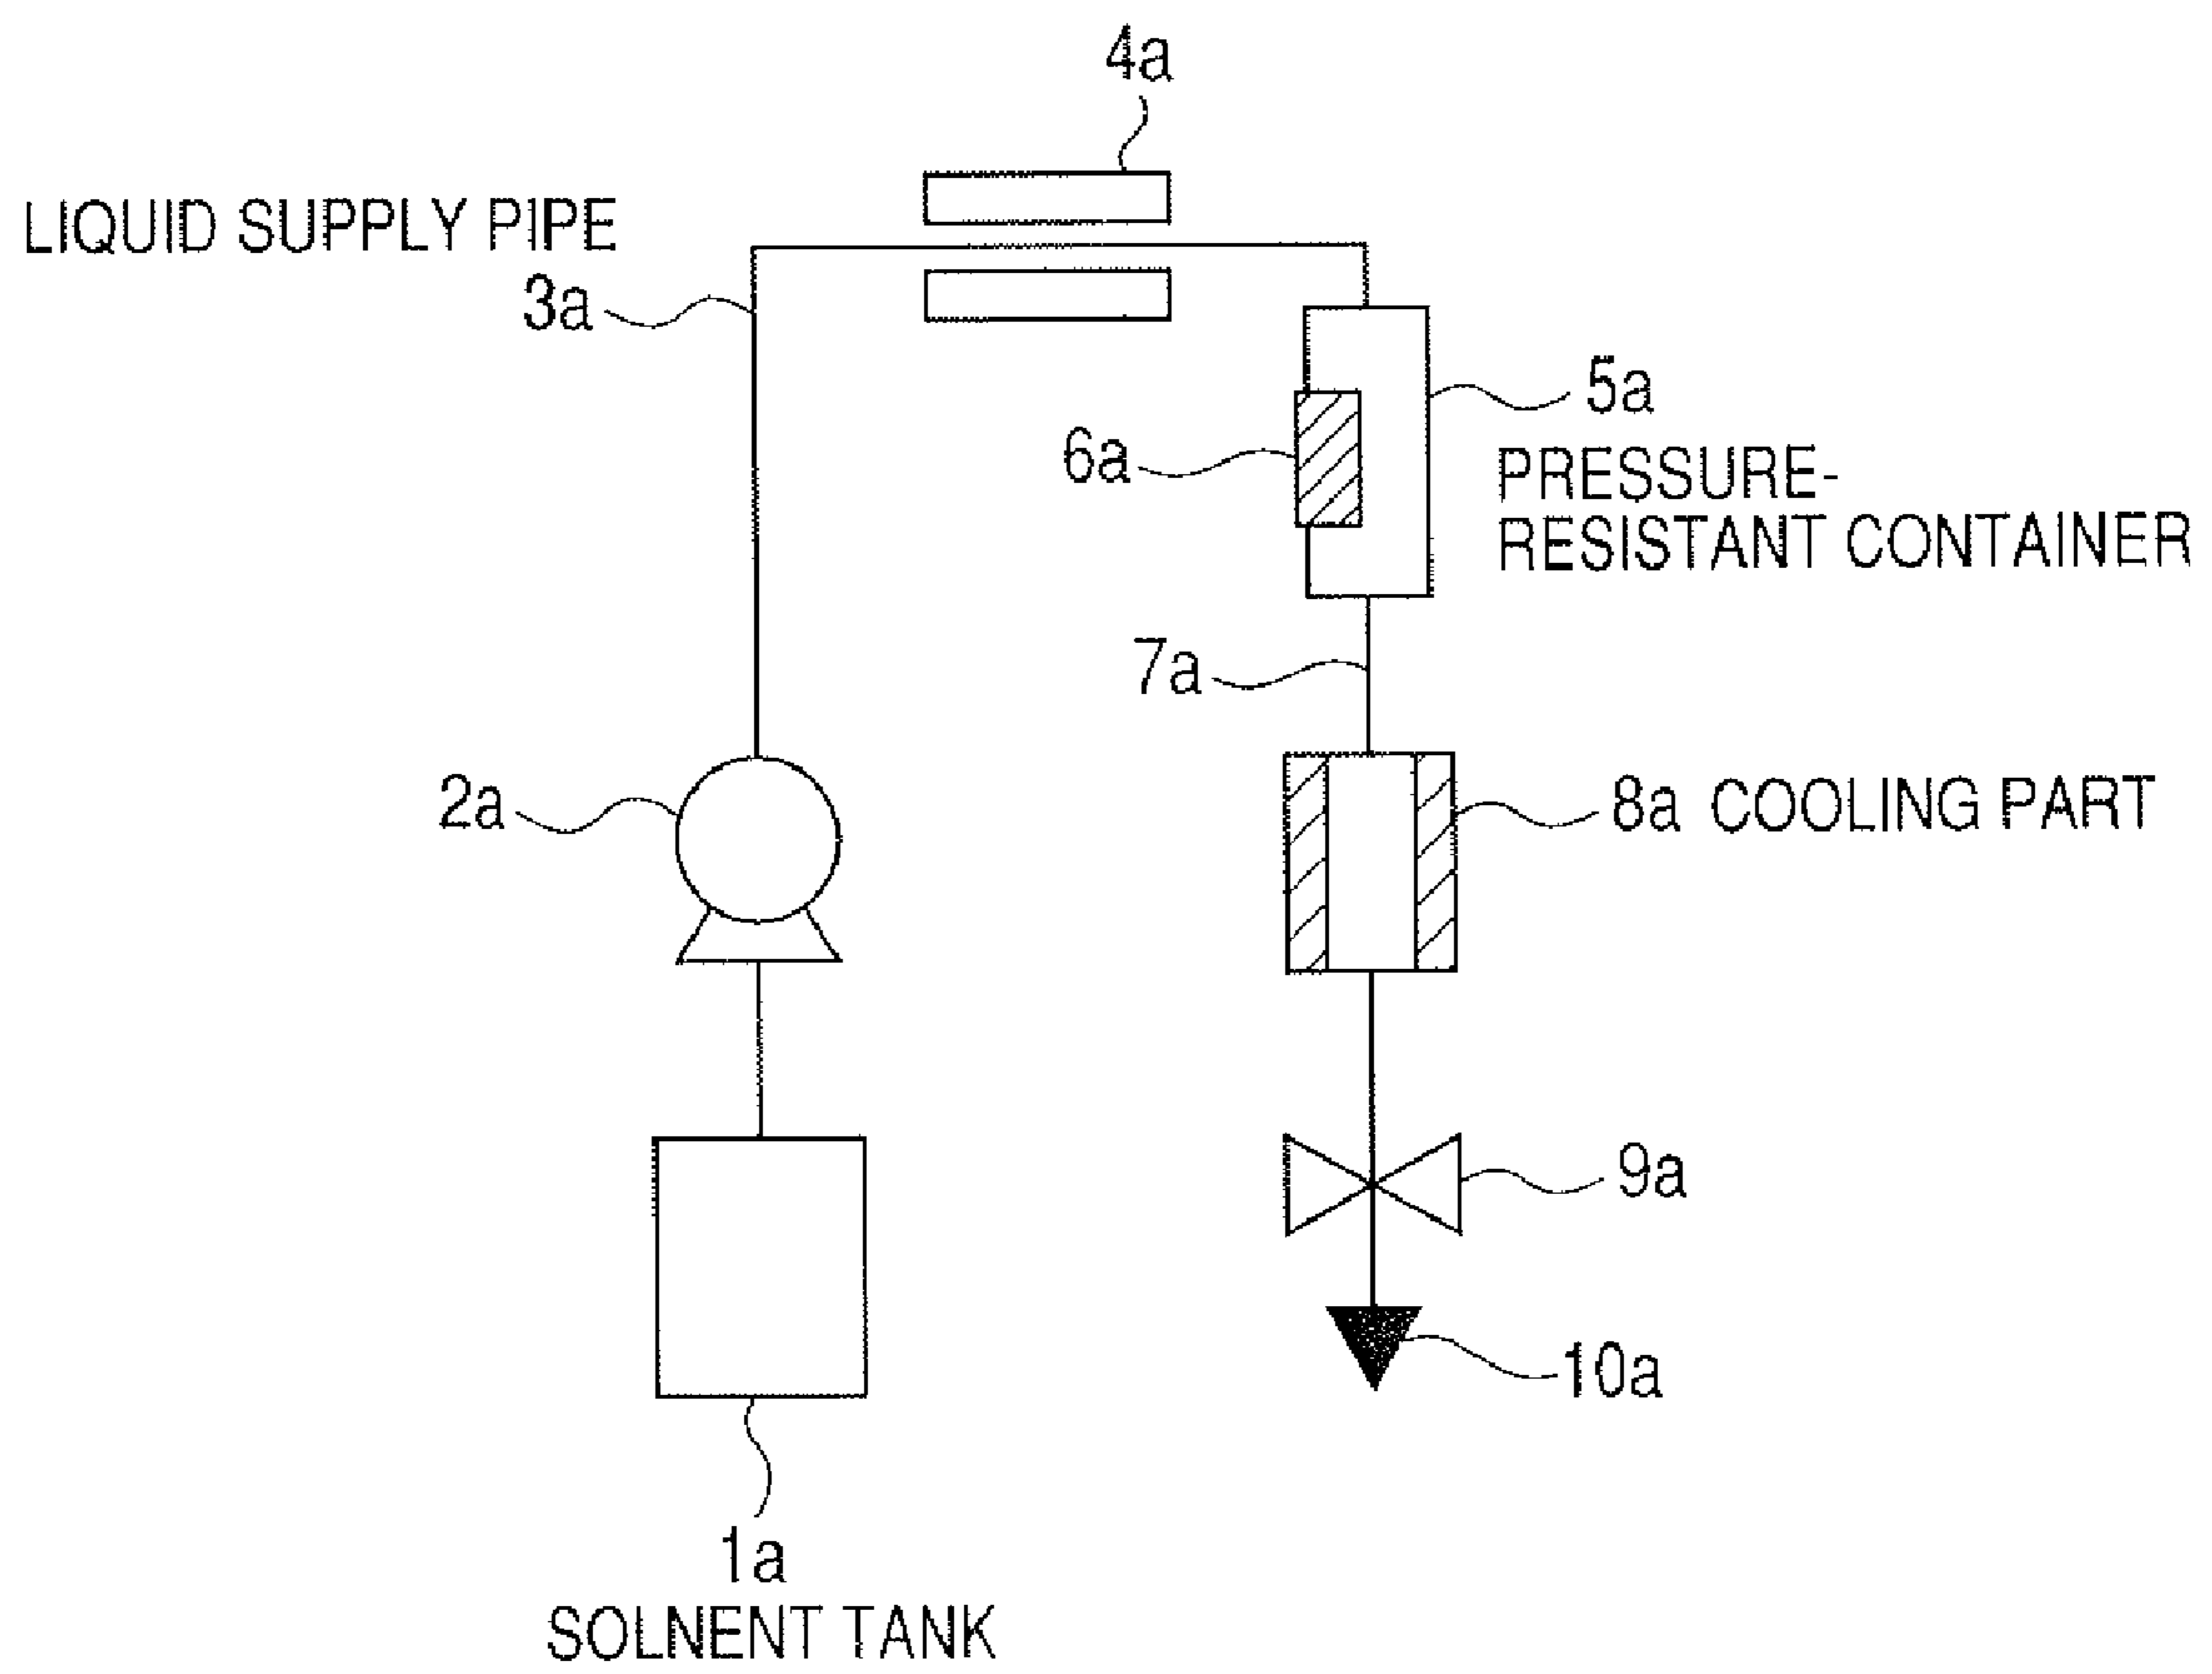 4a
LIQUID SUPPLY PIPE
3a
5a
6a
PRESSURE-
RESISTANT CONTAINER
7a
2a
8a COOLING PART
9a
10a
1a
SOLNENT TANK